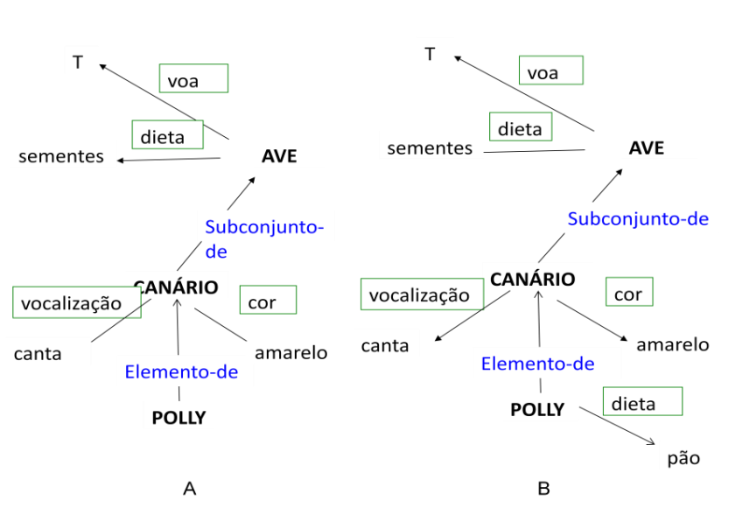 T
voa
dieta
sementes
AVE
Subconjunto-
de
CANÁRIO
vocalização
cor
canta
amarelo
Elemento-de
POLLY
A
T
voa
dieta
sementes
AVE
Subconjunto-de
CANÁRIO
vocalização
cor
canta
amarelo
Elemento-de
POLLY
dieta
pão
B